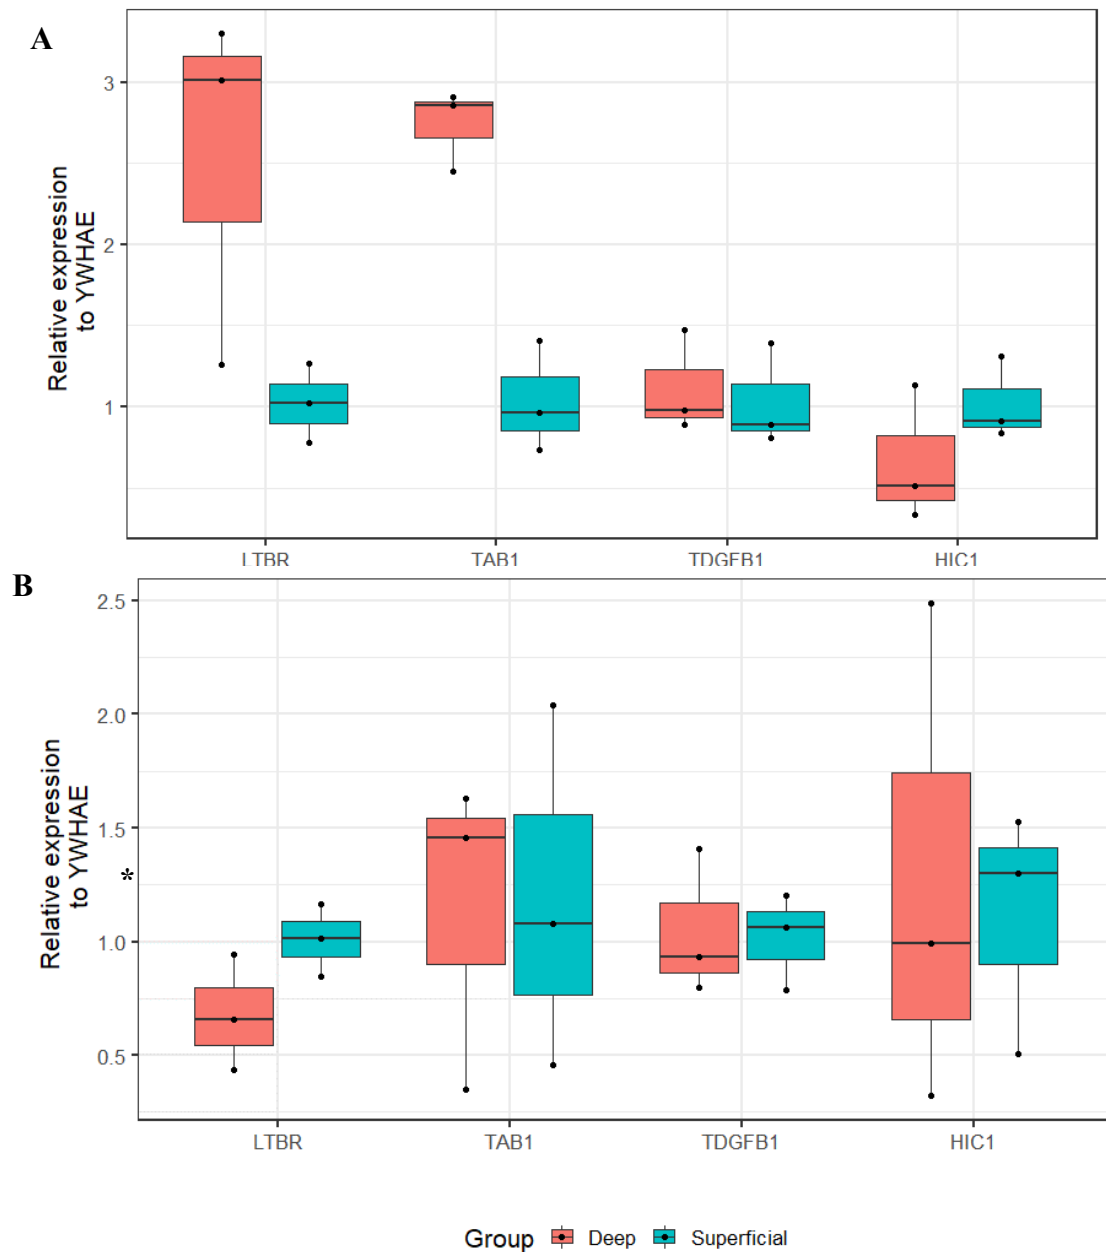 A
3
2
1
Relative expression
to YWHAE
LTBR
TAB1
TDGFB1
HIC1
B
2.5
2.0
1.5
1.0
0.5
*
Relative expression
to YWHAE
LTBR
TAB1
TDGFB1
HIC1
Group Deep Superficial